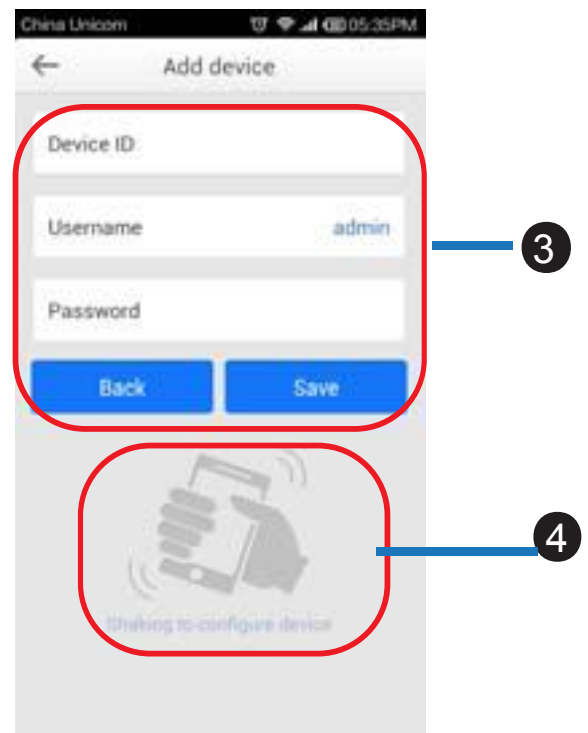 China Unicom 05:35PM
Add device
Device ID
Username admin
3
Password
Back Save
4
Shaking to configure device